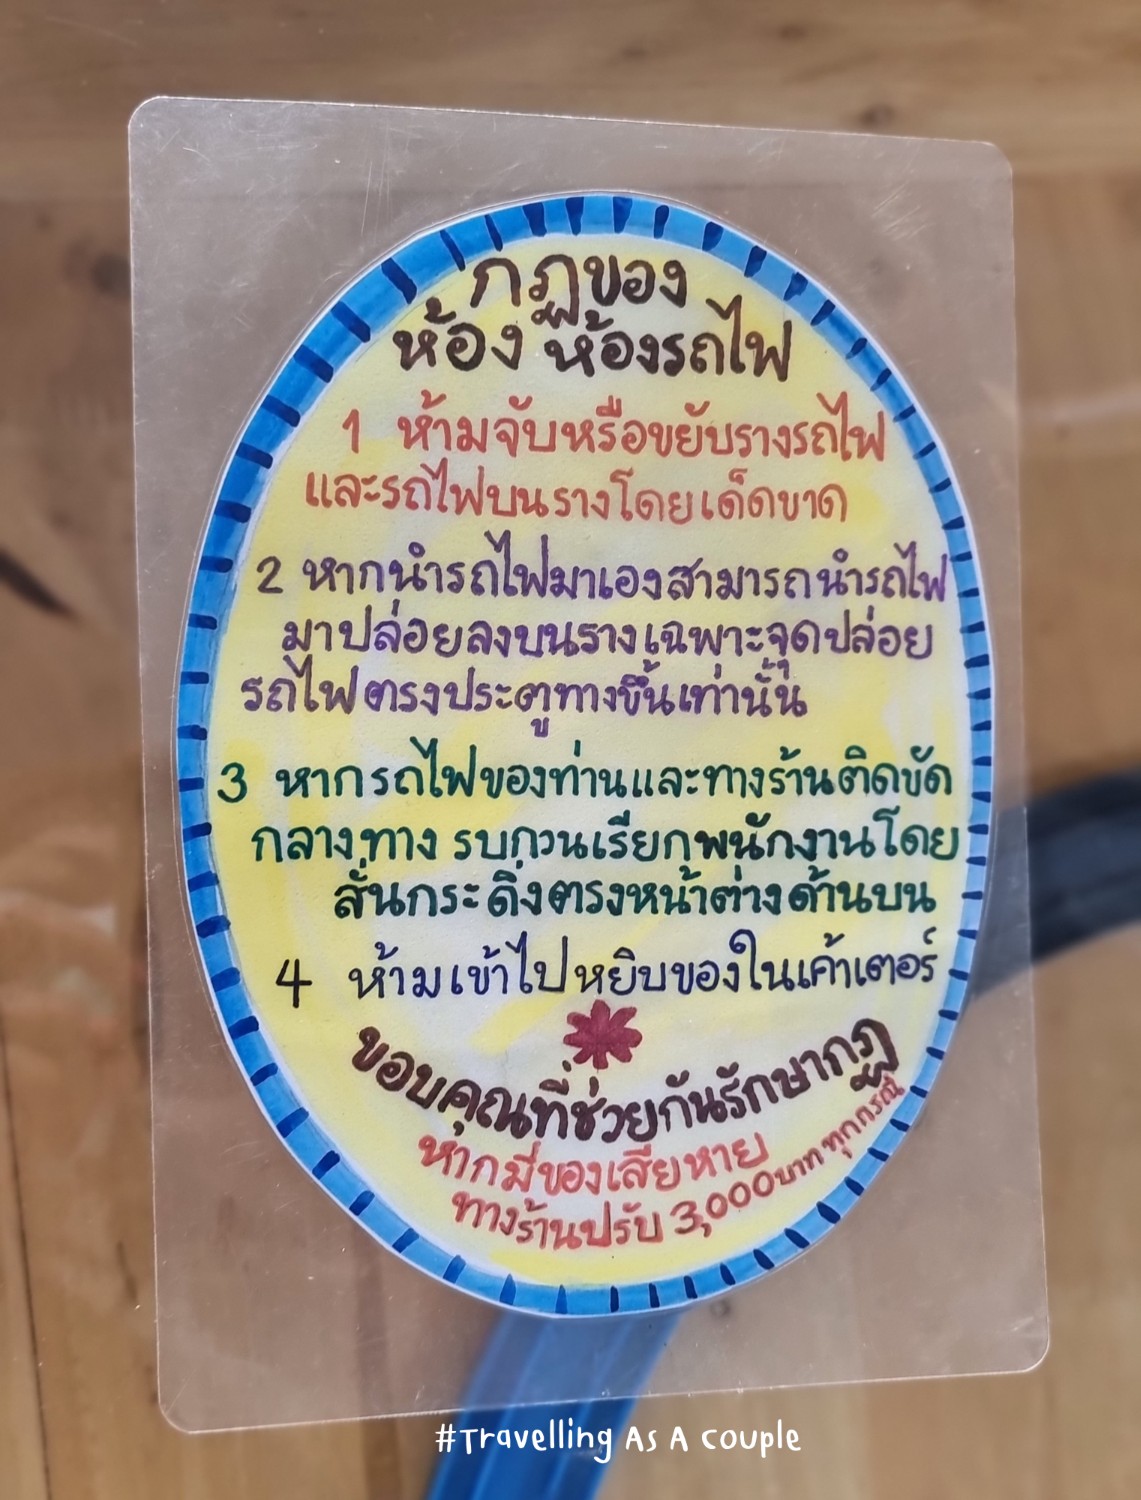 กฎของ
ห้อง ห้องรถไฟ
1 ห้ามจับหรือขยับรางรถไฟ
และรถไฟบนรางโดยเด็ดขาด
2 หากนำรถไฟมาเองสามารถนำรถไฟ
มาปล่อยลงบนรางเฉพาะจุดปล่อย
รถไฟตรงประตูทางขึ้นเท่านั้น
3 หากรถไฟของท่านและทางร้านติดขัด
กลางทาง รบกวนเรียกพนักงานโดย
สั่นกระดิ่งตรงหน้าต่างด้านบน
4 ห้ามเข้าไปหยิบของในเค้าเตอร์
ขอบคุณที่ช่วยกันรักษากฎ
หากมีของเสียหาย
ทางร้านปรับ 3,000บาท ทุกกรณี
#Travelling As A couple